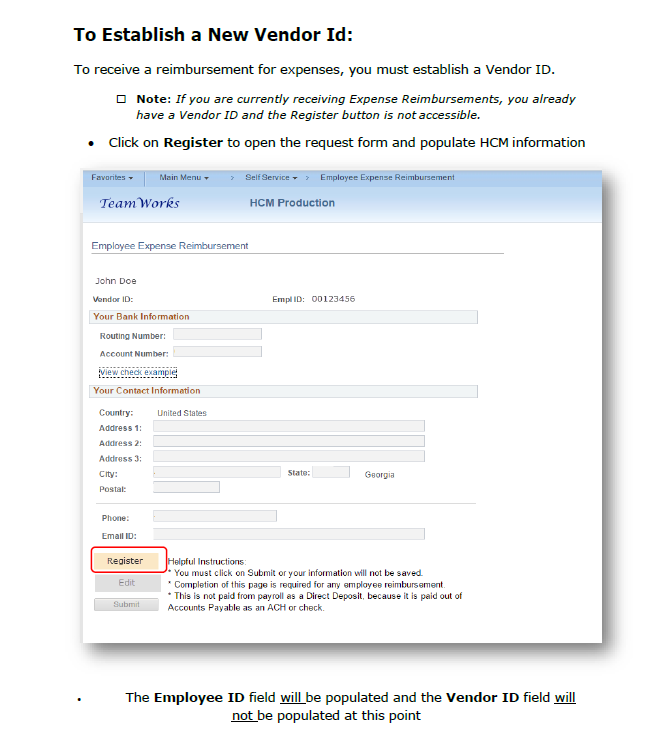 To Establish a New Vendor Id:
To receive a reimbursement for expenses, you must establish a Vendor ID.
Note: If you are currently receiving Expense Reimbursements, you already
have a Vendor ID and the Register button is not accessible.
• Click on Register to open the request form and populate HCM information
Favorites Main Menu > Self Service > Employee Expense Reimbursement
TeamWorks HCM Production
Employee Expense Reimbursement
John Doe
Vendor ID: Empl ID: 00123456
Your Bank Information
Routing Number:
Account Number:
View check example
Your Contact Information
Country: United States
Address 1:
Address 2:
Address 3:
City: State: Georgia
Postal:
Phone:
Email ID:
Register Helpful Instructions:
* You must click on Submit or your information will not be saved.
Edit * Completion of this page is required for any employee reimbursement.
* This is not paid from payroll as a Direct Deposit, because it is paid out of
Submit Accounts Payable as an ACH or check.
• The Employee ID field will be populated and the Vendor ID field will
not be populated at this point